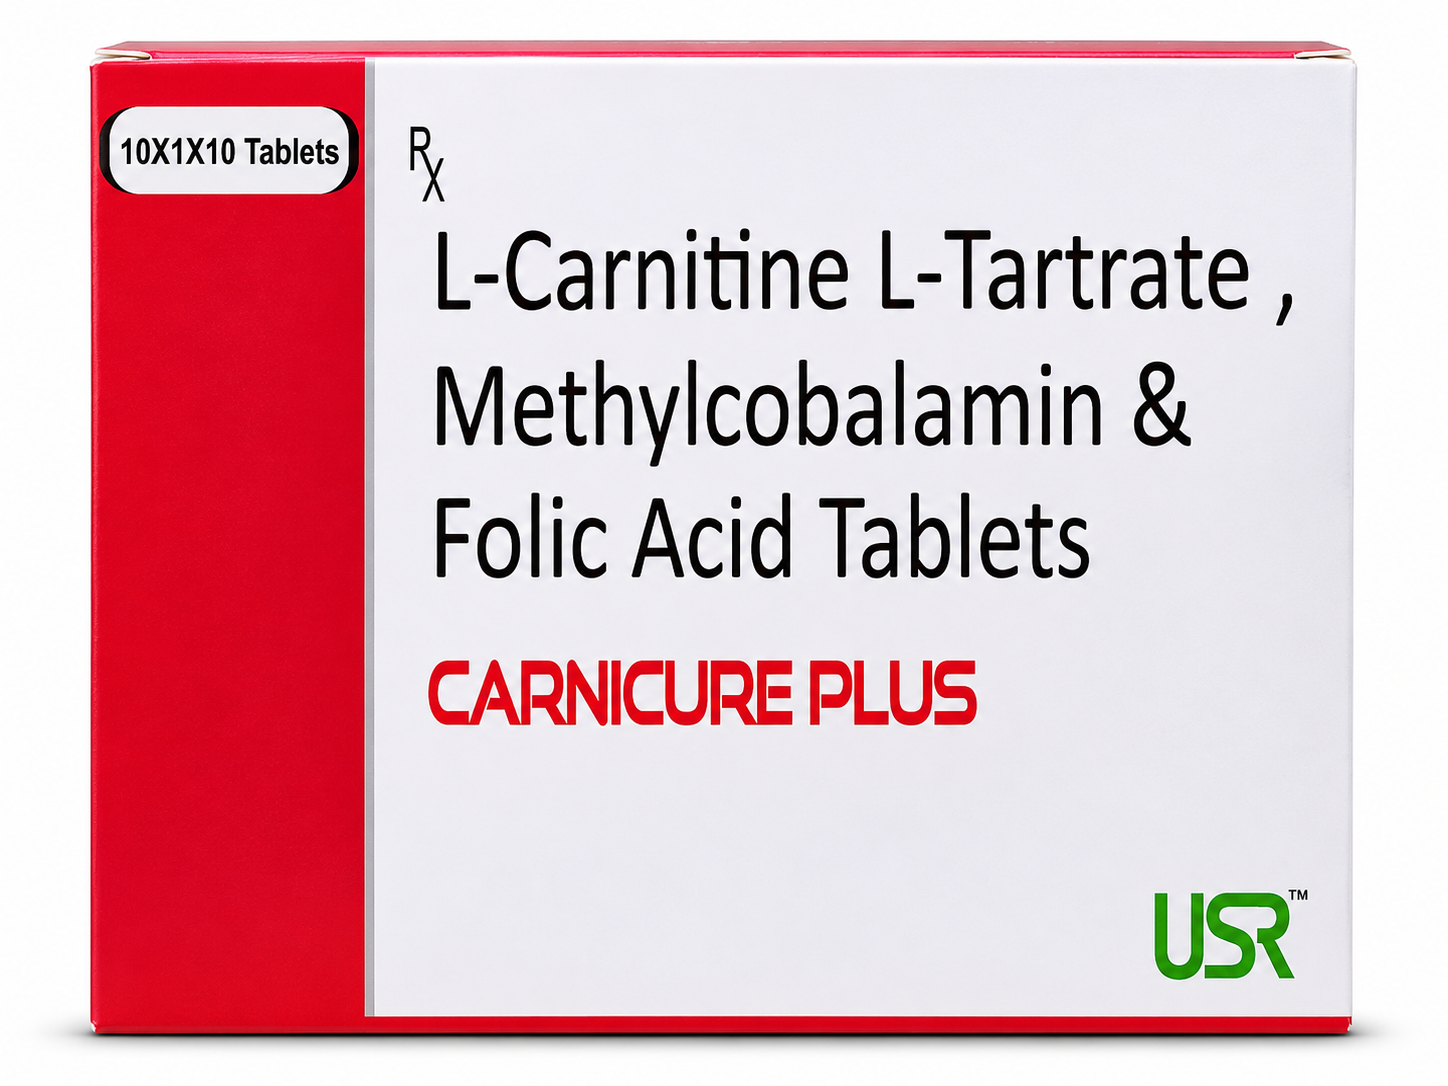 10X1X10 Tablets
Rx
L-Carnitine L-Tartrate ,
Methylcobalamin &
Folic Acid Tablets
CARNICURE PLUS
USR™